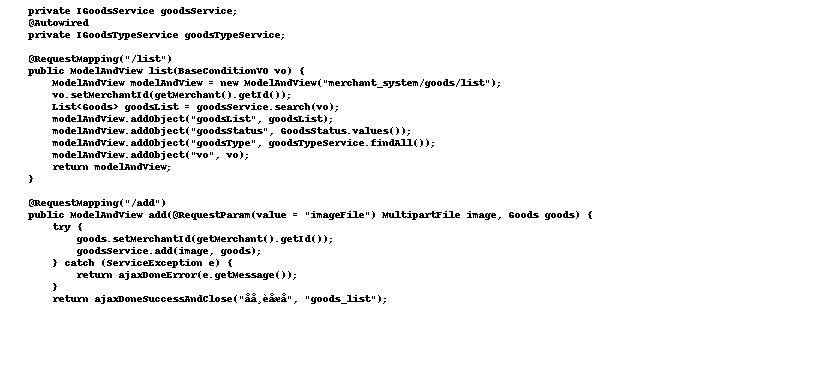 private IGoodsService goodsService;
@Autowired
private IGoodsTypeService goodsTypeService;
@RequestMapping("/list")
public ModelAndView list(BaseConditionVO vo) {
ModelAndView modelAndView = new ModelAndView("merchant_system/goods/list");
vo.setMerchantId(getMerchant().getId());
List<Goods> goodsList = goodsService.search(vo);
modelAndView.addObject("goodsList", goodsList);
modelAndView.addObject("goodsStatus", GoodsStatus.values());
modelAndView.addObject("goodsType", goodsTypeService.findAll());
modelAndView.addObject("vo", vo);
return modelAndView;
}
@RequestMapping("/add")
public ModelAndView add(@RequestParam(value = "imageFile") MultipartFile image, Goods goods) {
try {
goods.setMerchantId(getMerchant().getId());
goodsService.add(image, goods);
} catch (ServiceException e) {
return ajaxDoneError(e.getMessage());
}
return ajaxDoneSuccessAndClose("åå¸èåæå", "goods_list");